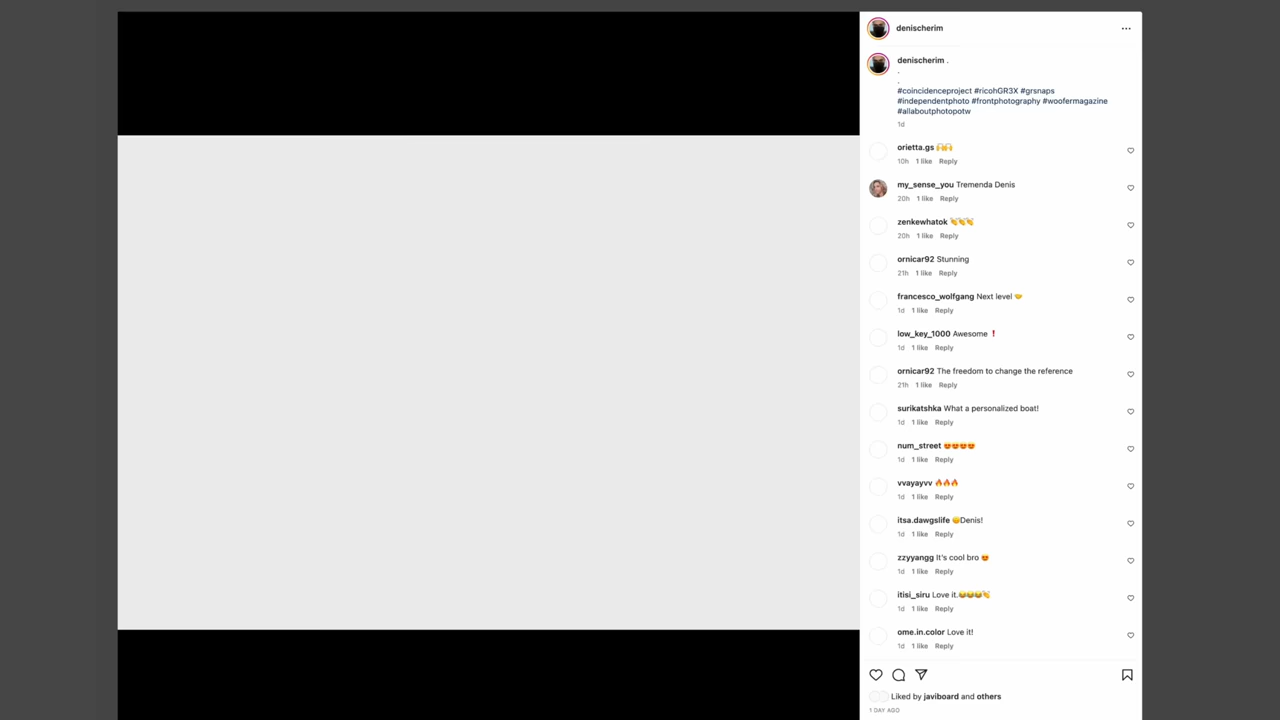 denischerim
denischerim .
.
.
#coincidenceproject #ricohGR3X #grsnaps
#independentphoto #frontphotography #woofermagazine
#allaboutphotopotw
1d
orietta.gs 🙌🙌
10h 1 like Reply
my_sense_you Tremenda Denis
20h 1 like Reply
zenkewhatok 👏👏👏
20h 1 like Reply
ornicar92 Stunning
21h 1 like Reply
francesco_wolfgang Next level 🤝
1d 1 like Reply
low_key_1000 Awesome ❗
1d 1 like Reply
ornicar92 The freedom to change the reference
21h 1 like Reply
surikatshka What a personalized boat!
1d 1 like Reply
num_street 😍😍😍😍
1d 1 like Reply
vvayayvv 🔥🔥🔥
1d 1 like Reply
itsa.dawgslife 😄Denis!
1d 1 like Reply
zzyyangg It's cool bro 😍
1d 1 like Reply
itisi_siru Love it.😂😂😂👏
1d 1 like Reply
ome.in.color Love it!
1d 1 like Reply
Liked by javiboard and others
1 DAY AGO